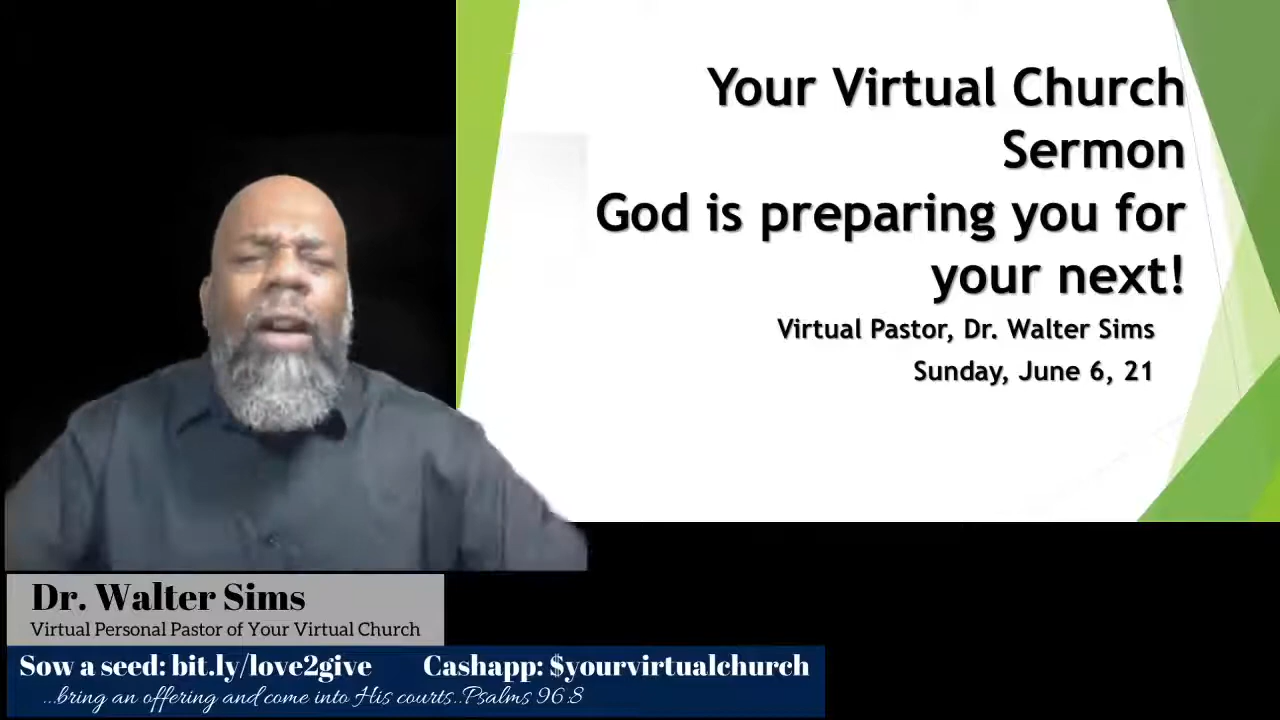 Your Virtual Church
Sermon
God is preparing you for
your next!
Virtual Pastor, Dr. Walter Sims
Sunday, June 6, 21
Dr. Walter Sims
Virtual Personal Pastor of Your Virtual Church
Sow a seed: bit.ly/love2give Cashapp: $yourvirtualchurch
...bring an offering and come into His courts..Psalms 96:8